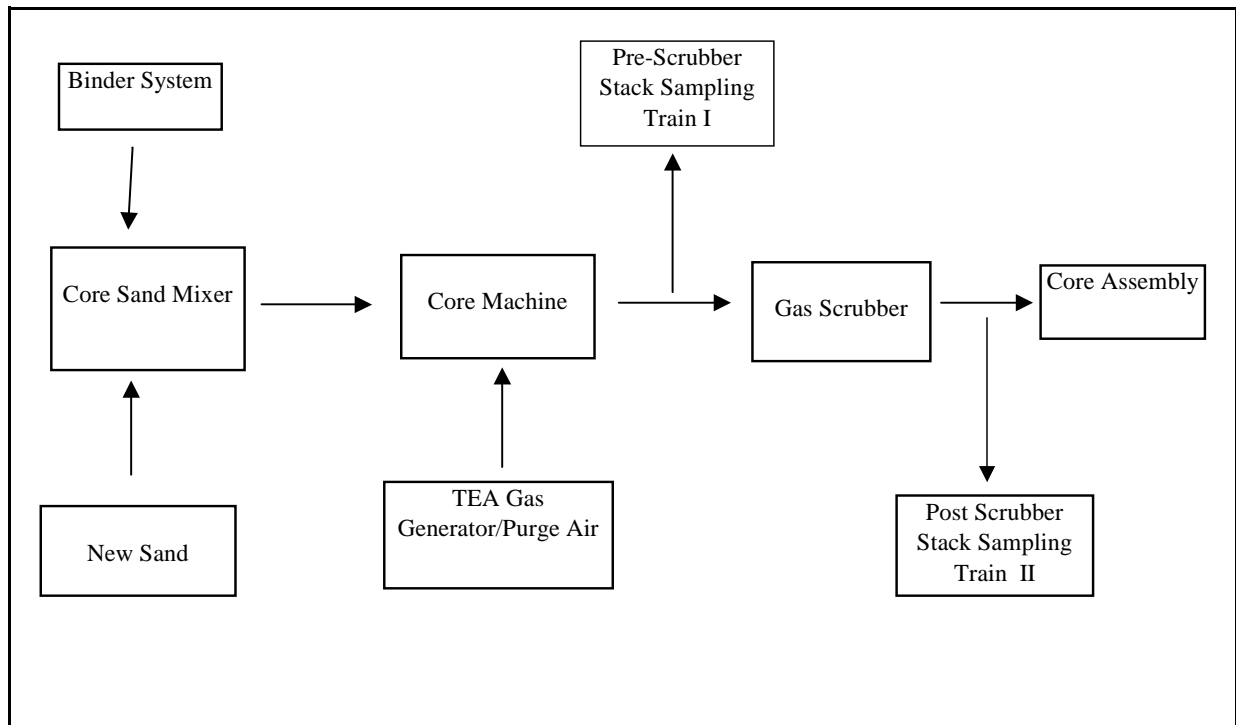 Pre-Scrubber
Stack Sampling
Train I
Binder System
Core Sand Mixer
Core Machine
Gas Scrubber
Core Assembly
New Sand
TEA Gas
Generator/Purge Air
Post Scrubber
Stack Sampling
Train II